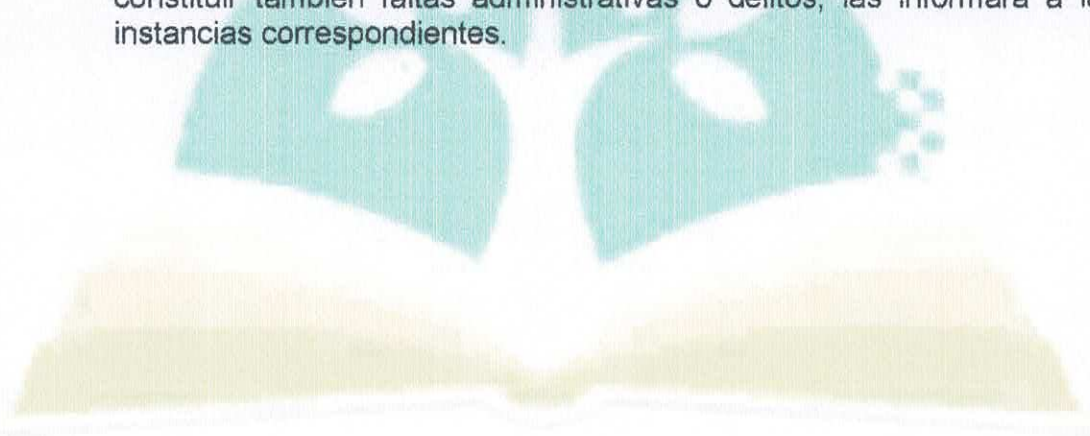 constituir también faltas administrativas o delitos, las informará a
instancias correspondientes.